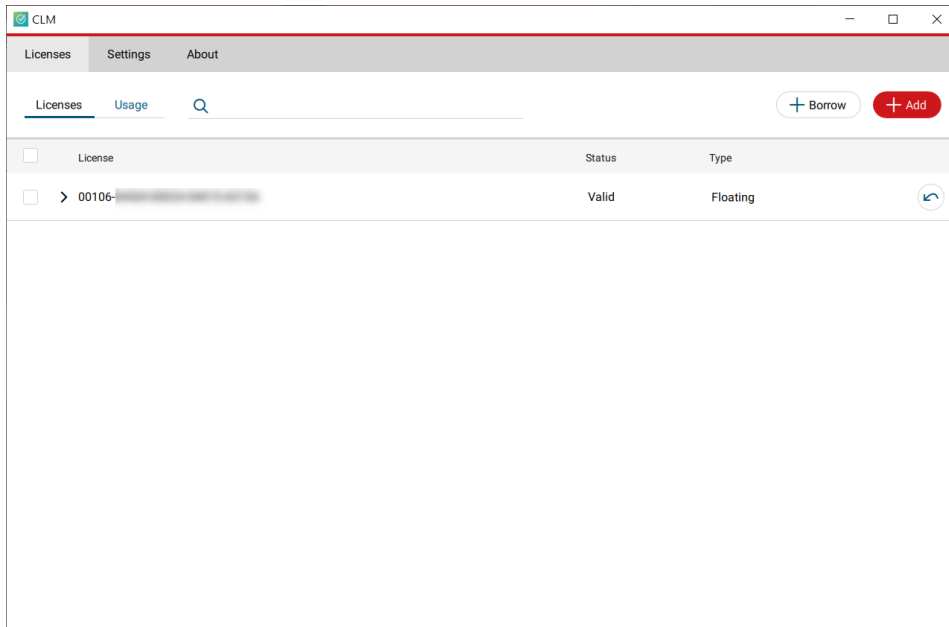 CLM
Licenses Settings About
Licenses Usage Borrow Add
License Status Type
00106- Valid Floating